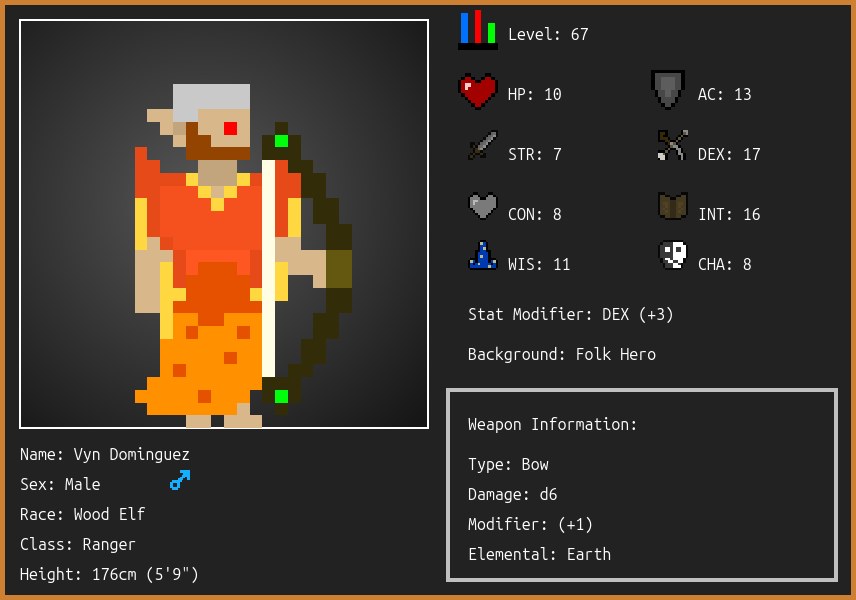 Level: 67
HP: 10
AC: 13
STR: 7
DEX: 17
CON: 8
INT: 16
WIS: 11
CHA: 8
Stat Modifier: DEX (+3)
Background: Folk Hero
Weapon Information:
Type: Bow
Damage: d6
Modifier: (+1)
Elemental: Earth
Name: Vyn Dominguez
Sex: Male
Race: Wood Elf
Class: Ranger
Height: 176cm (5'9")